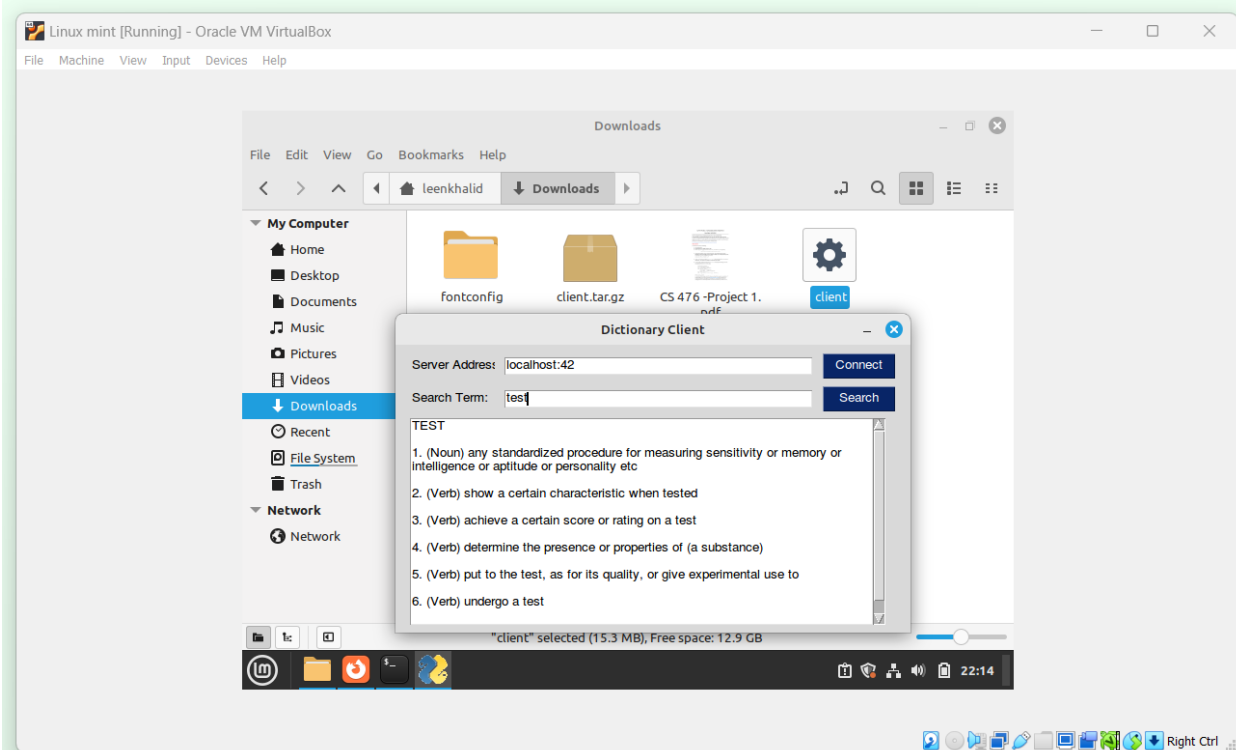 Linux mint [Running] - Oracle VM VirtualBox
File Machine View Input Devices Help
Downloads
File Edit View Go Bookmarks Help
leenkhalid Downloads
My Computer
Home
Desktop
Documents
Music
Pictures
Videos
Downloads
Recent
File System
Trash
Network
Network
fontconfig client.tar.gz CS 476 -Project 1. client
pdf
Dictionary Client
Server Address localhost:42 Connect
Search Term: test Search
TEST
1. (Noun) any standardized procedure for measuring sensitivity or memory or
intelligence or aptitude or personality etc
2. (Verb) show a certain characteristic when tested
3. (Verb) achieve a certain score or rating on a test
4. (Verb) determine the presence or properties of (a substance)
5. (Verb) put to the test, as for its quality, or give experimental use to
6. (Verb) undergo a test
"client" selected (15.3 MB), Free space: 12.9 GB
22:14
Right Ctrl